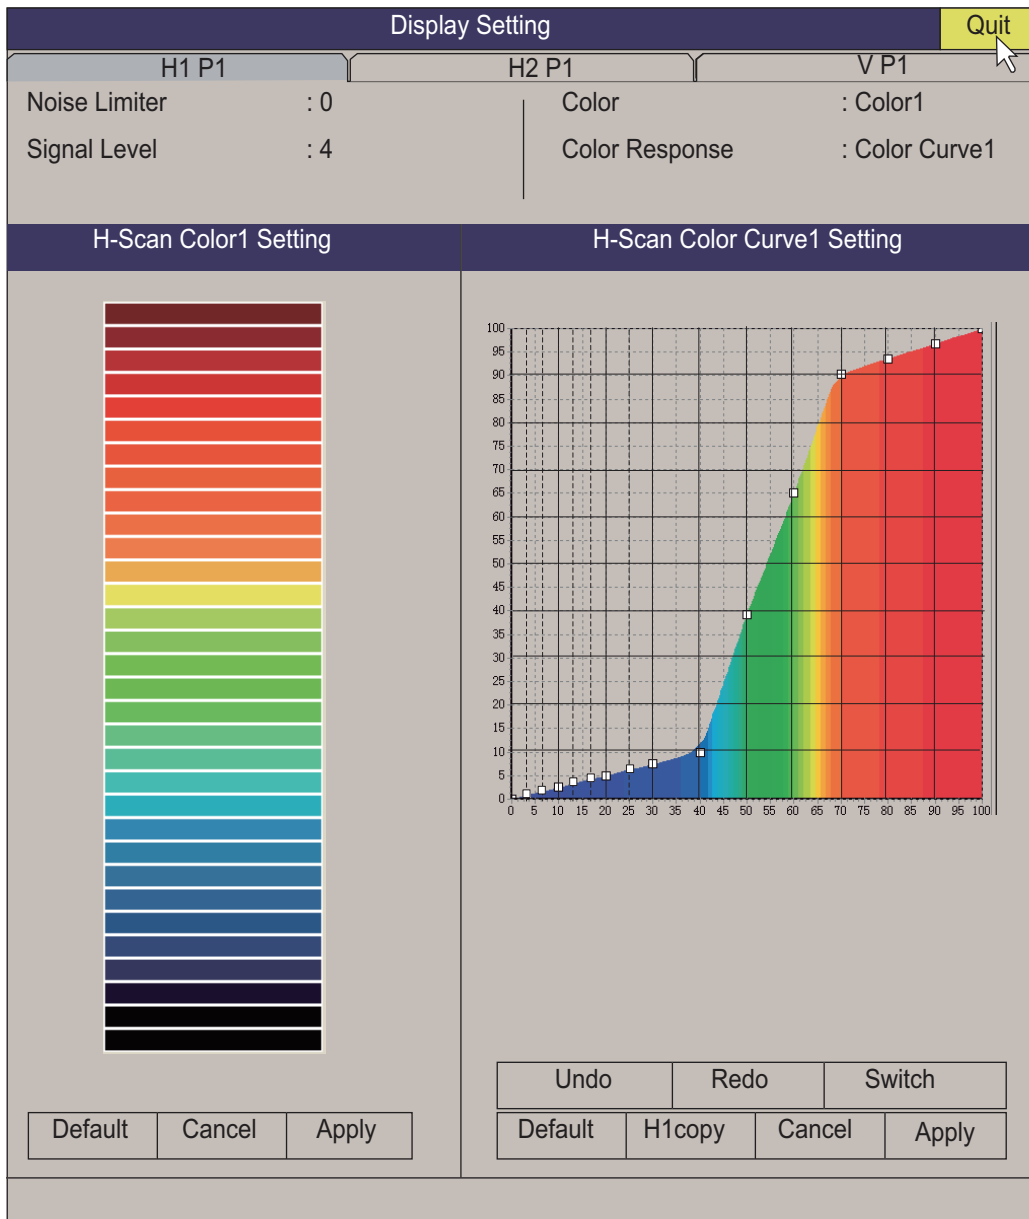 Display Setting
Quit
H1 P1
H2 P1
V P1
Noise Limiter : 0
Color : Color1
Signal Level : 4
Color Response : Color Curve1
H-Scan Color1 Setting
H-Scan Color Curve1 Setting
100
95
90
85
80
75
70
65
60
55
50
45
40
35
30
25
20
15
10
5
0
0 5 10 15 20 25 30 35 40 45 50 55 60 65 70 75 80 85 90 95 100
Undo Redo Switch
Default Cancel Apply
Default H1copy Cancel Apply